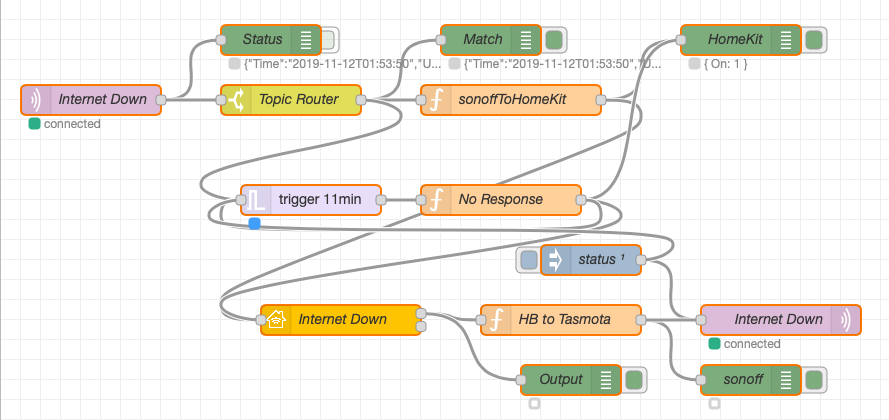 Status
Match
HomeKit
{"Time":"2019-11-12T01:53:50","U...
{"Time":"2019-11-12T01:53:50","U...
{ On: 1 }
Internet Down
Topic Router
sonoffToHomeKit
connected
trigger 11min
No Response
status ¹
Internet Down
HB to Tasmota
Internet Down
connected
Output
sonoff